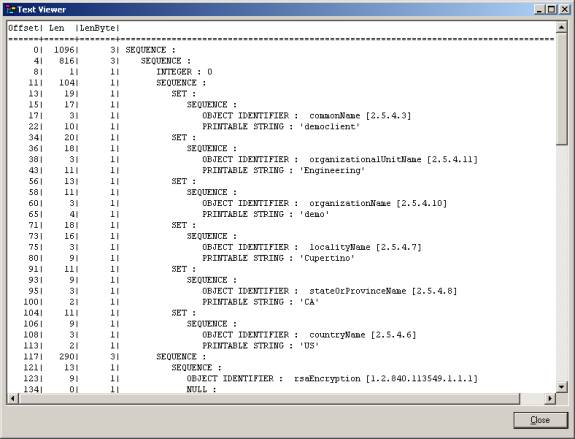 Text Viewer
Offset| Len |LenByte|
0| 1096| 3| SEQUENCE :
4| 816| 3| SEQUENCE :
8| 1| 1| INTEGER : 0
11| 104| 1| SEQUENCE :
13| 19| 1| SET :
15| 17| 1| SEQUENCE :
17| 3| 1| OBJECT IDENTIFIER : commonName [2.5.4.3]
22| 10| 1| PRINTABLE STRING : 'democlient'
34| 20| 1| SET :
36| 18| 1| SEQUENCE :
38| 3| 1| OBJECT IDENTIFIER : organizationalUnitName [2.5.4.11]
43| 11| 1| PRINTABLE STRING : 'Engineering'
56| 13| 1| SET :
58| 11| 1| SEQUENCE :
60| 3| 1| OBJECT IDENTIFIER : organizationName [2.5.4.10]
65| 4| 1| PRINTABLE STRING : 'demo'
71| 18| 1| SET :
73| 16| 1| SEQUENCE :
75| 3| 1| OBJECT IDENTIFIER : localityName [2.5.4.7]
80| 9| 1| PRINTABLE STRING : 'Cupertino'
91| 11| 1| SET :
93| 9| 1| SEQUENCE :
95| 3| 1| OBJECT IDENTIFIER : stateOrProvinceName [2.5.4.8]
100| 2| 1| PRINTABLE STRING : 'CA'
104| 11| 1| SET :
106| 9| 1| SEQUENCE :
108| 3| 1| OBJECT IDENTIFIER : countryName [2.5.4.6]
113| 2| 1| PRINTABLE STRING : 'US'
117| 290| 3| SEQUENCE :
121| 13| 1| SEQUENCE :
123| 9| 1| OBJECT IDENTIFIER : rsaEncryption [1.2.840.113549.1.1.1]
134| 0| 1| NULL :
Close